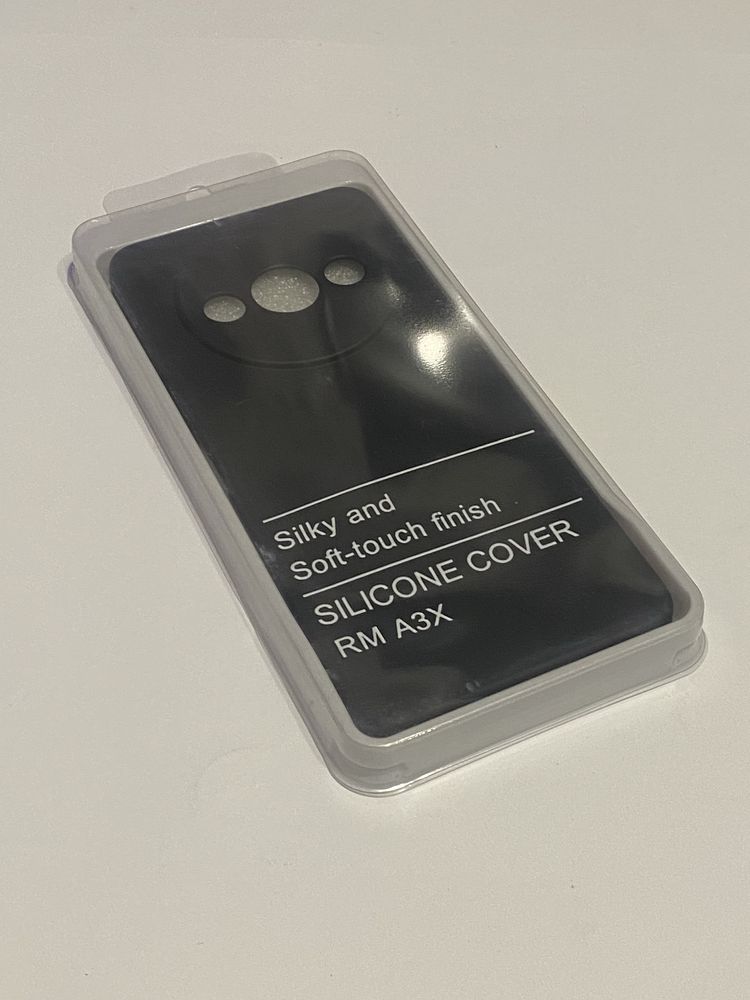 Silky and
Soft-touch finish
SILICONE COVER
RM A3X